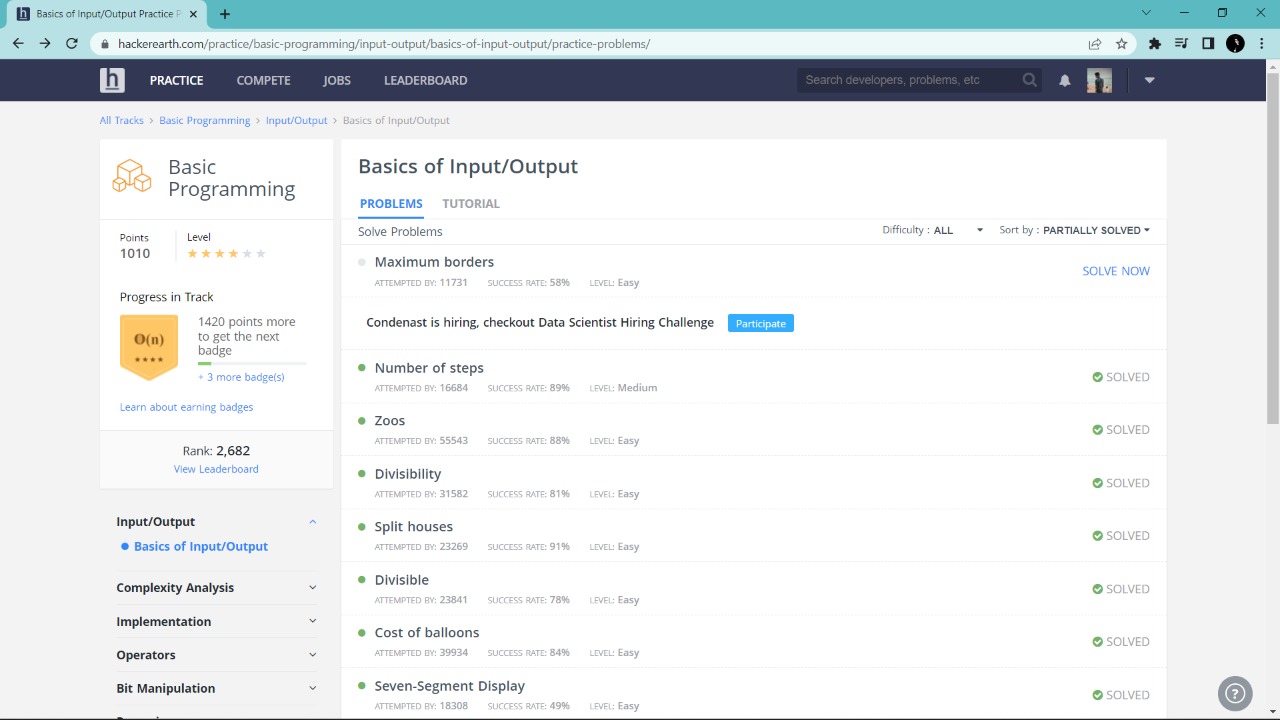 Basics of Input/Output Practice P
hackerearth.com/practice/basic-programming/input-output/basics-of-input-output/practice-problems/
h PRACTICE COMPETE JOBS LEADERBOARD Search developers, problems, etc
All Tracks > Basic Programming > Input/Output > Basics of Input/Output
Basic
Programming
Points
1010
Level
Progress in Track
O(n)
1420 points more
to get the next
badge
+ 3 more badge(s)
Learn about earning badges
Rank: 2,682
View Leaderboard
Input/Output
Basics of Input/Output
Complexity Analysis
Implementation
Operators
Bit Manipulation
Basics of Input/Output
PROBLEMS TUTORIAL
Solve Problems Difficulty : ALL Sort by : PARTIALLY SOLVED
Maximum borders
ATTEMPTED BY: 11731 SUCCESS RATE: 58% LEVEL: Easy
SOLVE NOW
Condenast is hiring, checkout Data Scientist Hiring Challenge Participate
Number of steps
ATTEMPTED BY: 16684 SUCCESS RATE: 89% LEVEL: Medium
SOLVED
Zoos
ATTEMPTED BY: 55543 SUCCESS RATE: 88% LEVEL: Easy
SOLVED
Divisibility
ATTEMPTED BY: 31582 SUCCESS RATE: 81% LEVEL: Easy
SOLVED
Split houses
ATTEMPTED BY: 23269 SUCCESS RATE: 91% LEVEL: Easy
SOLVED
Divisible
ATTEMPTED BY: 23841 SUCCESS RATE: 78% LEVEL: Easy
SOLVED
Cost of balloons
ATTEMPTED BY: 39934 SUCCESS RATE: 84% LEVEL: Easy
SOLVED
Seven-Segment Display
ATTEMPTED BY: 18308 SUCCESS RATE: 49% LEVEL: Easy
SOLVED